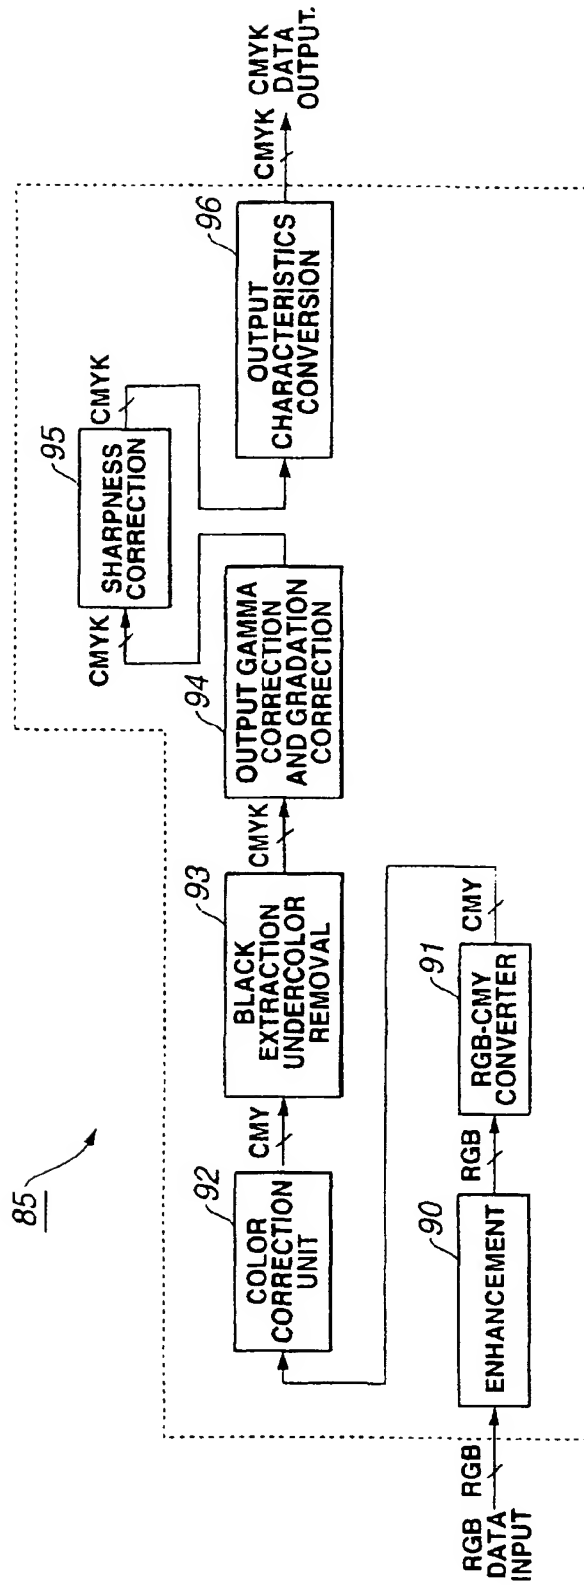 85
RGB
DATA
INPUT
RGB
90
ENHANCEMENT
RGB
91
RGB-CMY
CONVERTER
CMY
92
COLOR
CORRECTION
UNIT
CMY
93
BLACK
EXTRACTION
UNDERCOLOR
REMOVAL
CMYK
94
OUTPUT GAMMA
CORRECTION
AND GRADATION
CORRECTION
CMYK
95
SHARPNESS
CORRECTION
CMYK
96
OUTPUT
CHARACTERISTICS
CONVERSION
CMYK
CMYK
DATA
OUTPUT.